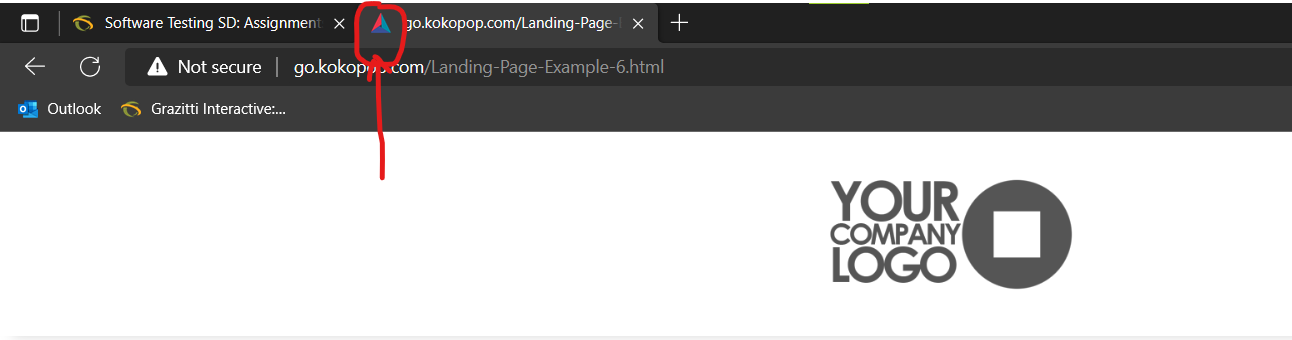 Software Testing SD: Assignment
go.kokopop.com/Landing-Page-
Not secure | go.kokopop.com/Landing-Page-Example-6.html
Outlook Grazitti Interactive:...
YOUR
COMPANY
LOGO